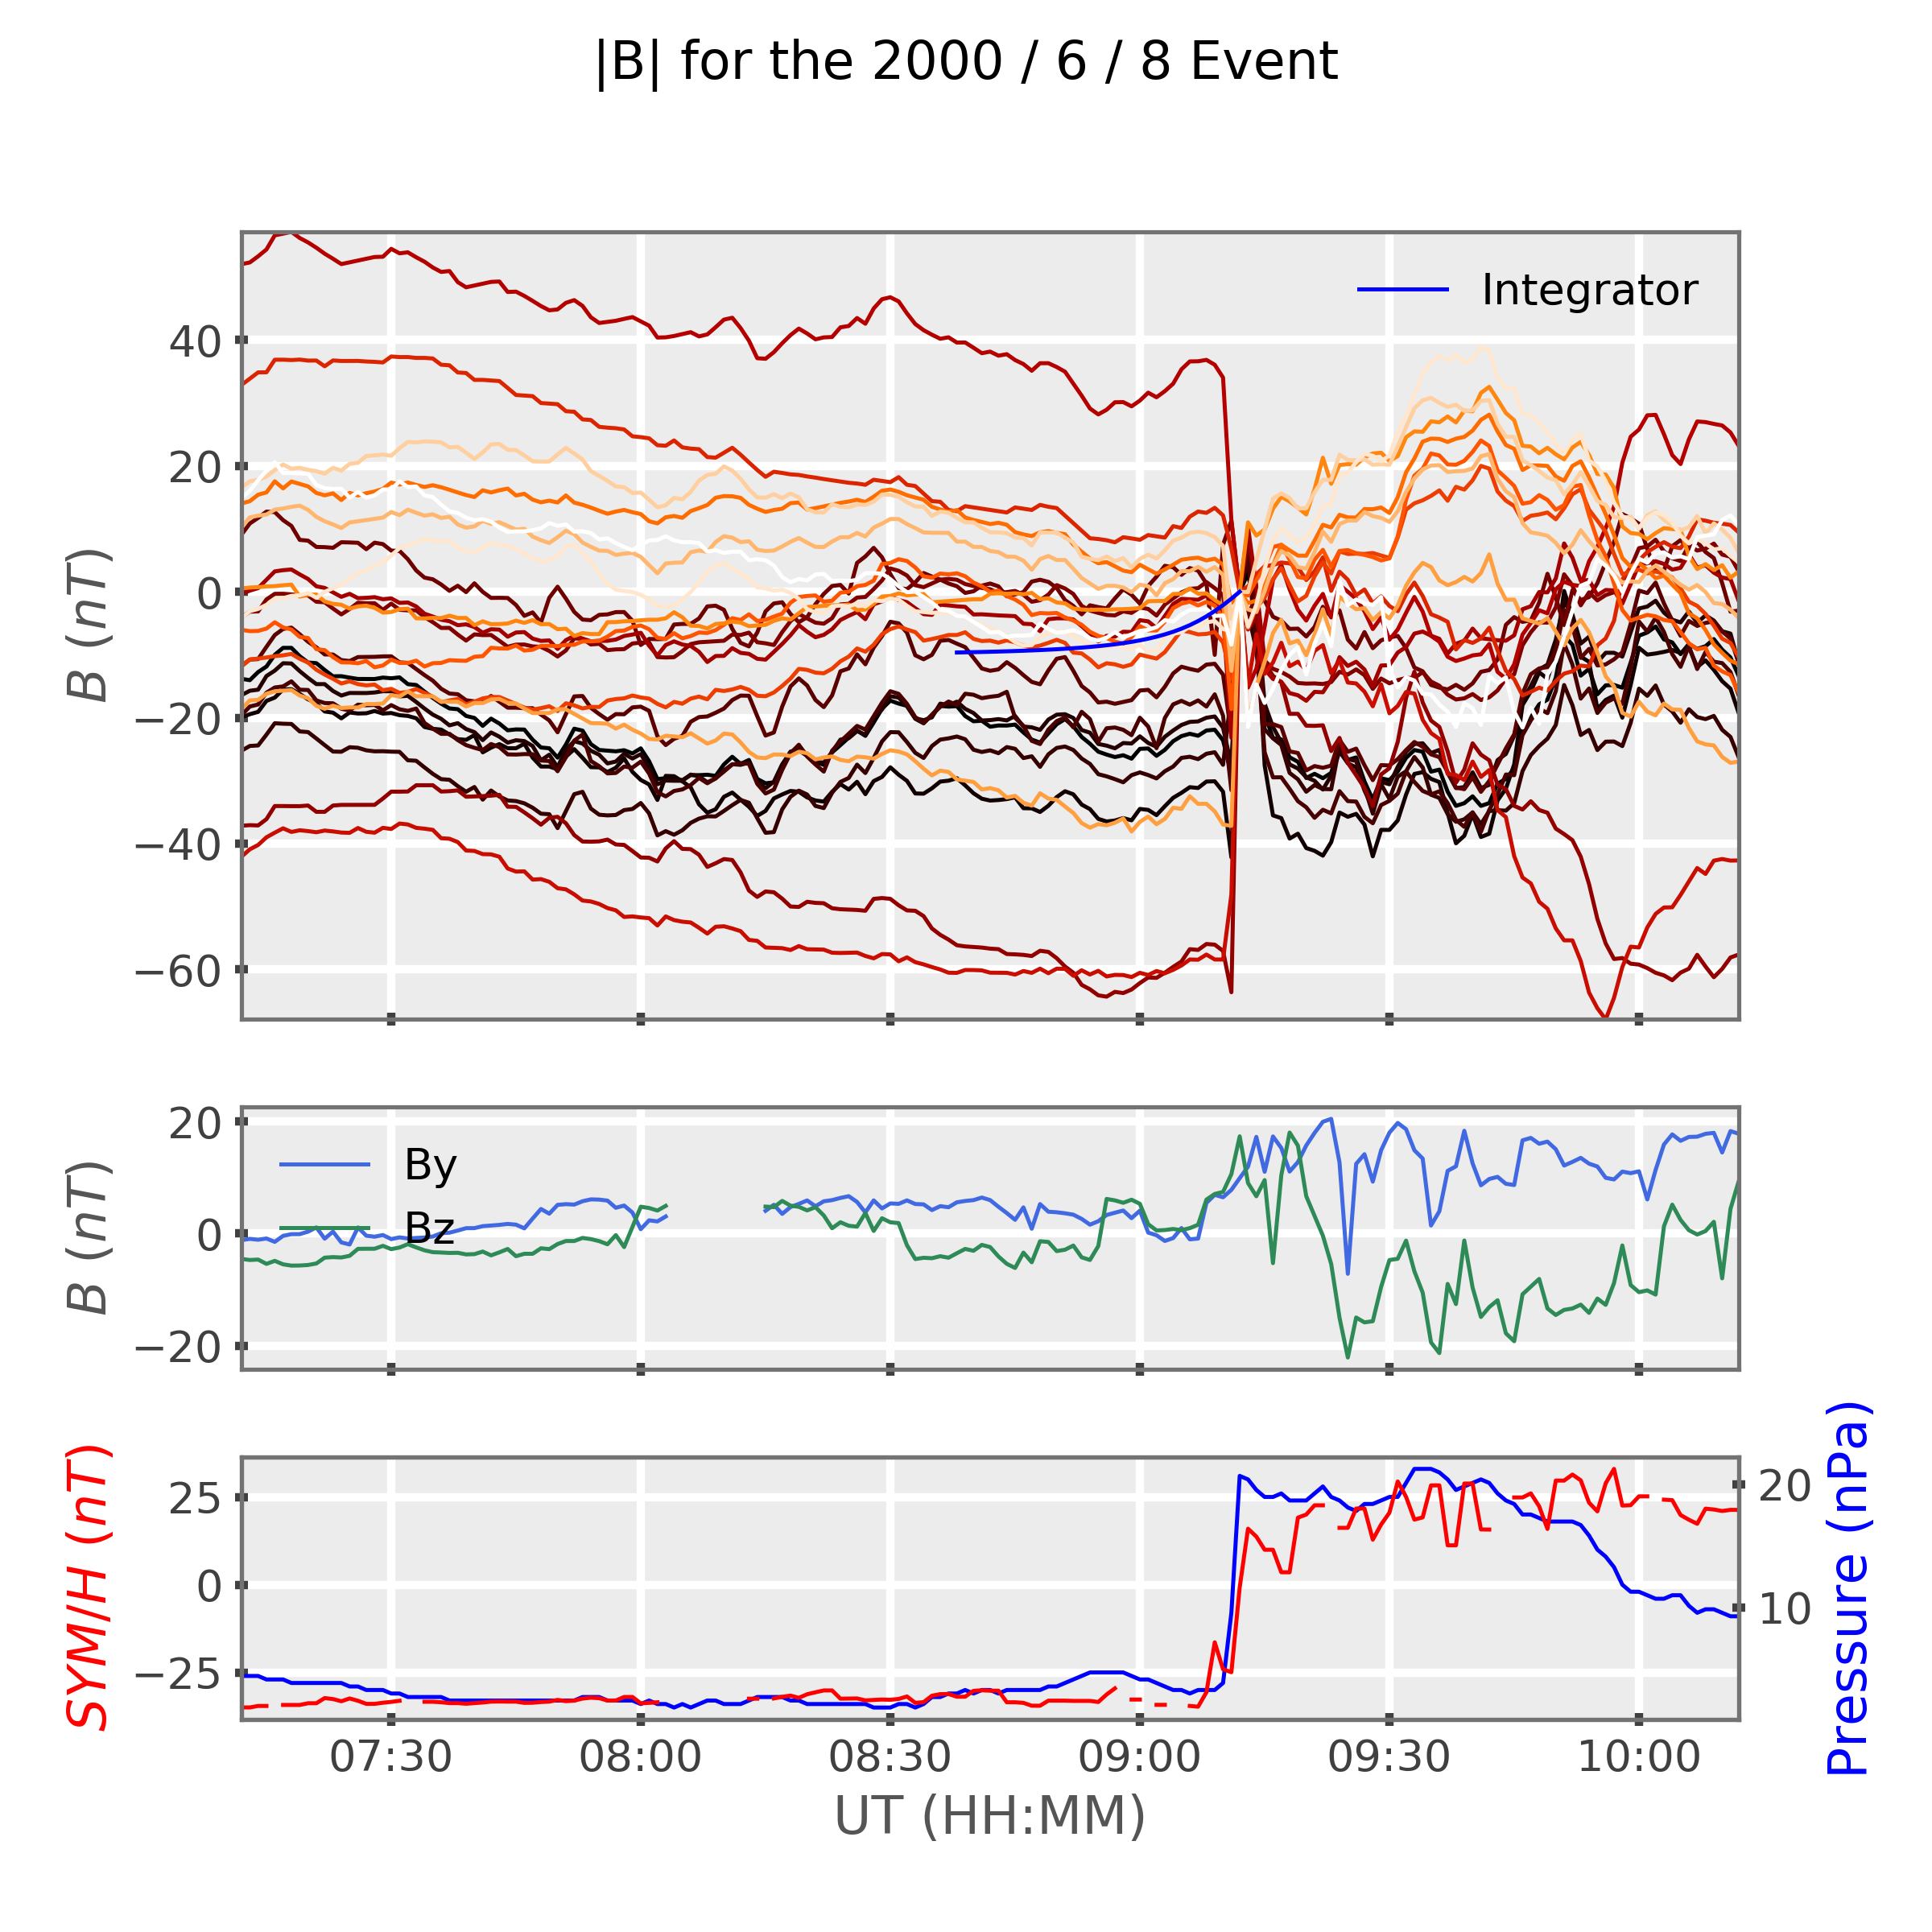 |B| for the 2000 / 6 / 8 Event
B (nT)
40
20
0
−20
−40
−60
Integrator
B (nT)
20
0
−20
By
Bz
SYM/H (nT)
25
0
−25
20
10
Pressure (nPa)
07:30 08:00 08:30 09:00 09:30 10:00
UT (HH:MM)